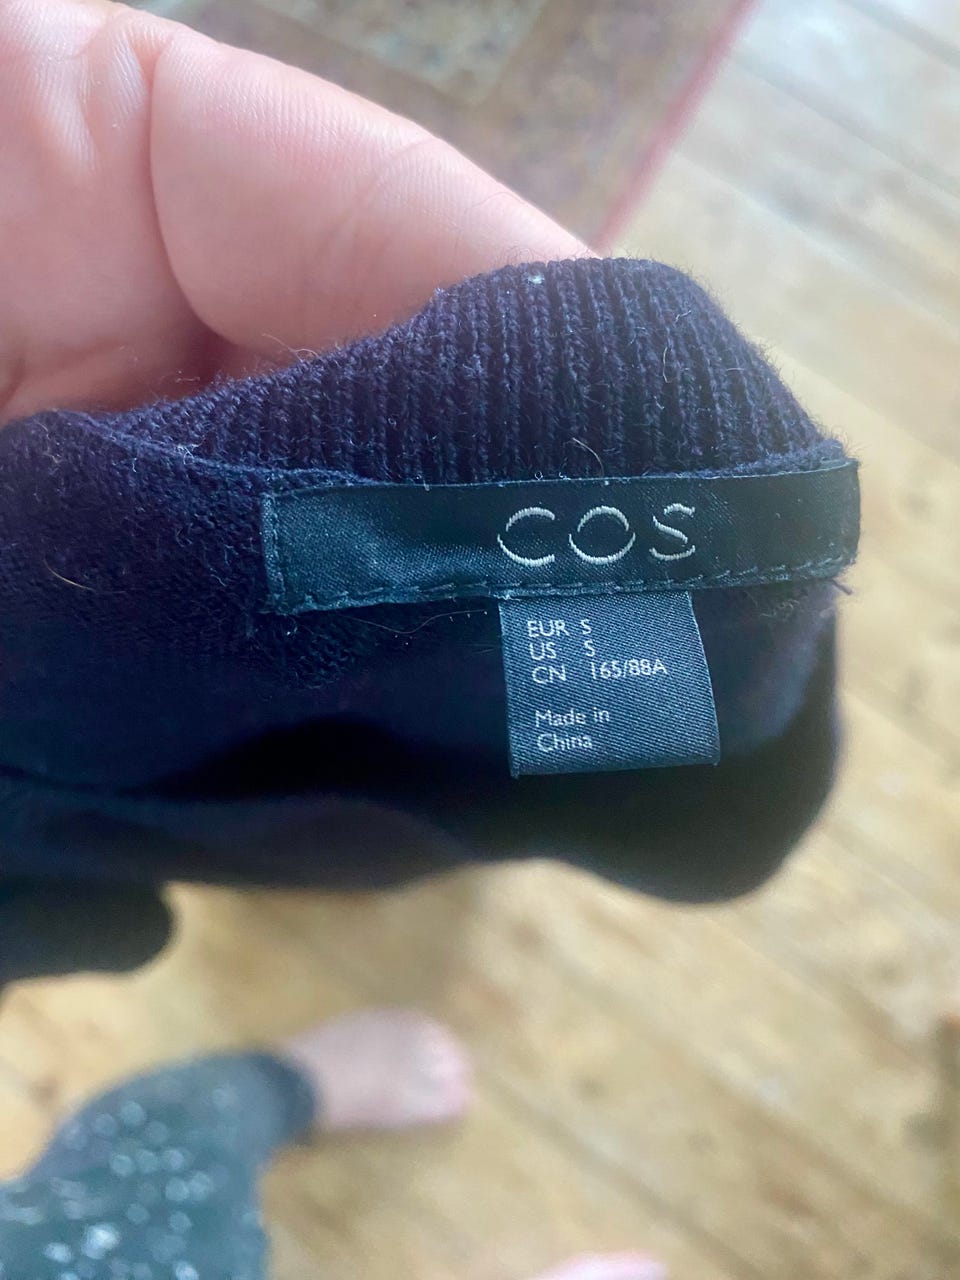 COS
EUR S
US S
CN 165/88A
Made in
China